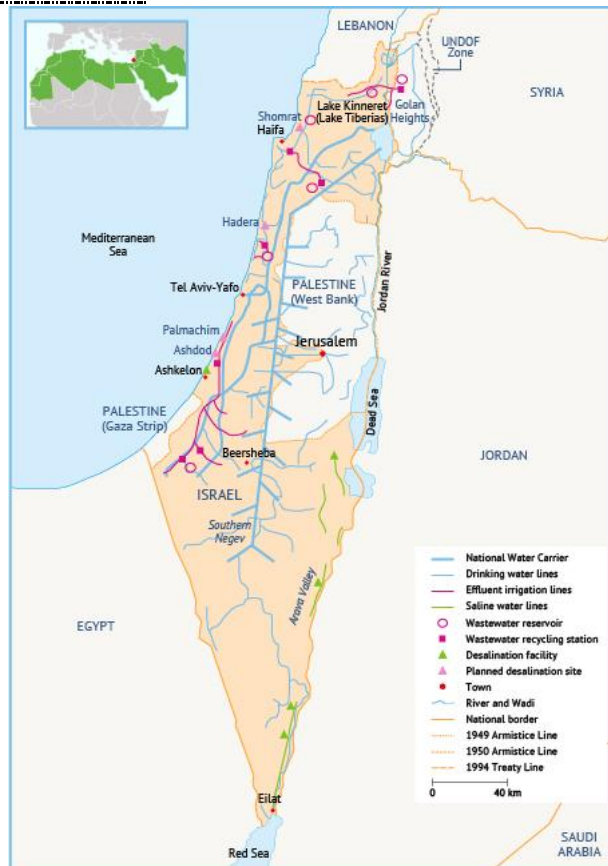 LEBANON
UNDOF
Zone
SYRIA
Lake Kinneret
(Lake Tiberias)
Golan
Heights
Shomrat
Haifa
Hadera
Mediterranean
Sea
Tel Aviv-Yafo
PALESTINE
(West Bank)
Jordan River
Palmachim
Jerusalem
Ashdod
Ashkelon
Dead Sea
PALESTINE
(Gaza Strip)
Beersheba
JORDAN
ISRAEL
Southern
Negev
Arava Valley
EGYPT
National Water Carrier
Drinking water lines
Effluent irrigation lines
Saline water lines
Wastewater reservoir
Wastewater recycling station
Desalination facility
Planned desalination site
Town
River and Wadi
National border
1949 Armistice Line
1950 Armistice Line
1994 Treaty Line
0 40 km
Eilat
Red Sea
SAUDI
ARABIA